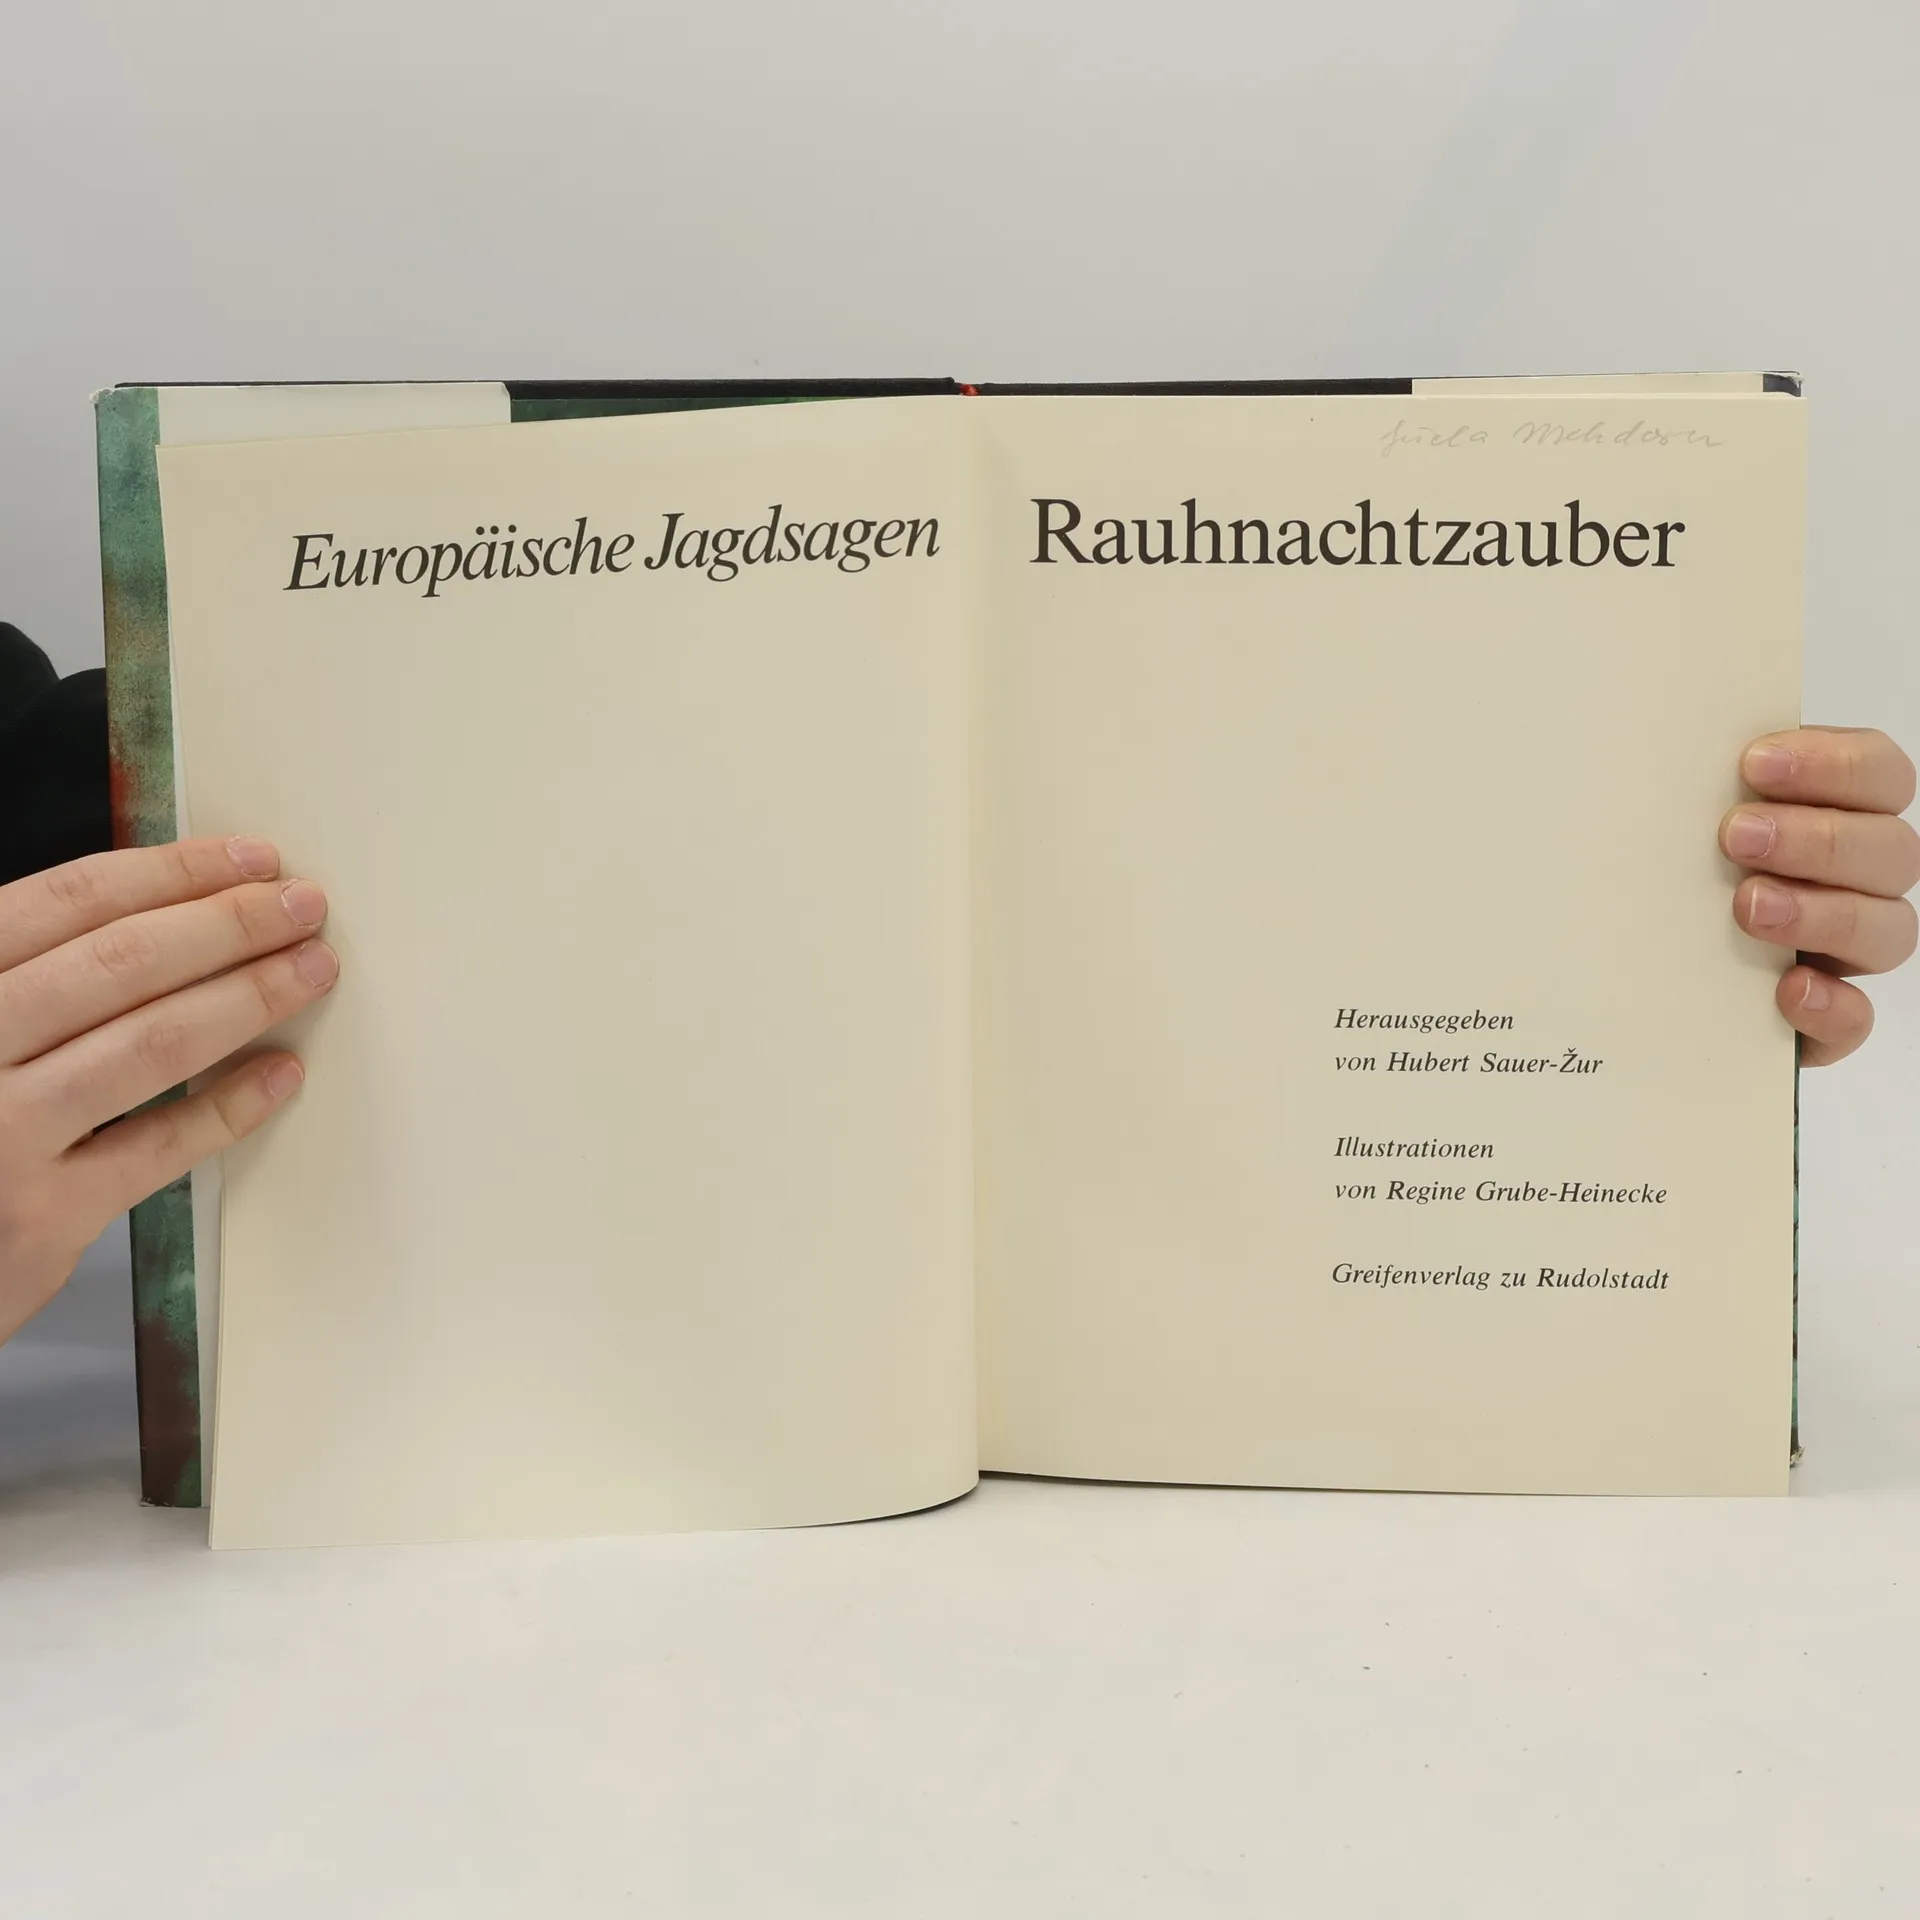 Europäische Jagdsagen
Rauhnachtzauber
Herausgegeben
von Hubert Sauer-Žur
Illustrationen
von Regine Grube-Heinecke
Greifenverlag zu Rudolstadt